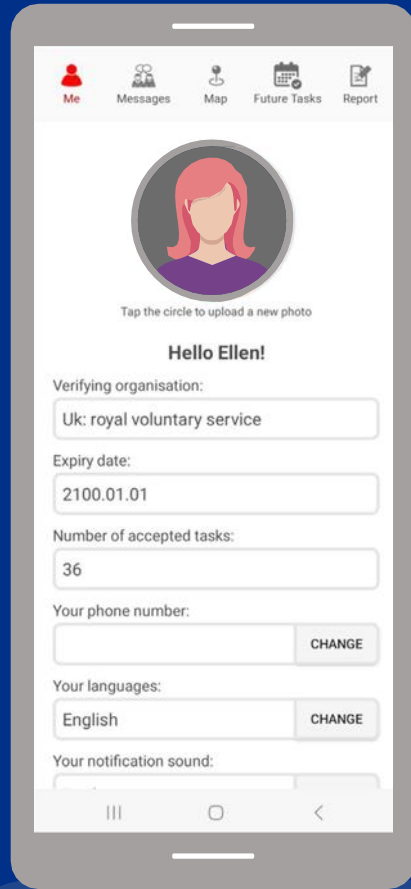 Me Messages Map Future Tasks Report
Tap the circle to upload a new photo
Hello Ellen!
Verifying organisation:
Uk: royal voluntary service
Expiry date:
2100.01.01
Number of accepted tasks:
36
Your phone number:
CHANGE
Your languages:
English CHANGE
Your notification sound: